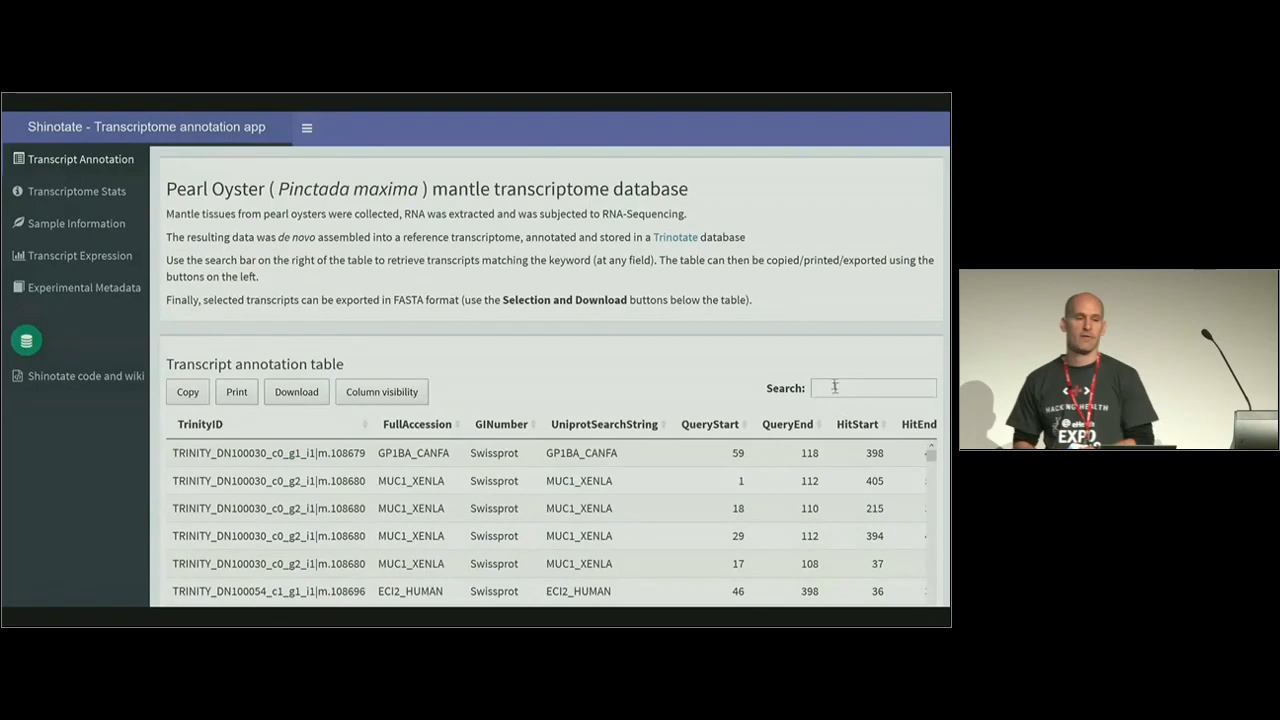 Shinotate - Transcriptome annotation app
Transcript Annotation
Transcriptome Stats
Sample Information
Transcript Expression
Experimental Metadata
Shinotate code and wiki
Pearl Oyster ( Pinctada maxima ) mantle transcriptome database
Mantle tissues from pearl oysters were collected, RNA was extracted and was subjected to RNA-Sequencing.
The resulting data was de novo assembled into a reference transcriptome, annotated and stored in a Trinotate database
Use the search bar on the right of the table to retrieve transcripts matching the keyword (at any field). The table can then be copied/printed/exported using the
buttons on the left.
Finally, selected transcripts can be exported in FASTA format (use the Selection and Download buttons below the table).
Transcript annotation table
Copy Print Download Column visibility Search:
TrinityID FullAccession GINumber UniprotSearchString QueryStart QueryEnd HitStart HitEnd
TRINITY_DN100030_c0_g1_i1|m.108679 GP1BA_CANFA Swissprot GP1BA_CANFA 59 118 398
TRINITY_DN100030_c0_g2_i1|m.108680 MUC1_XENLA Swissprot MUC1_XENLA 1 112 405
TRINITY_DN100030_c0_g2_i1|m.108680 MUC1_XENLA Swissprot MUC1_XENLA 18 110 215
TRINITY_DN100030_c0_g2_i1|m.108680 MUC1_XENLA Swissprot MUC1_XENLA 29 112 394
TRINITY_DN100030_c0_g2_i1|m.108680 MUC1_XENLA Swissprot MUC1_XENLA 17 108 37
TRINITY_DN100054_c1_g1_i1|m.108696 ECI2_HUMAN Swissprot ECI2_HUMAN 46 398 36
HACKING HEALTH
eHealth
EXPO